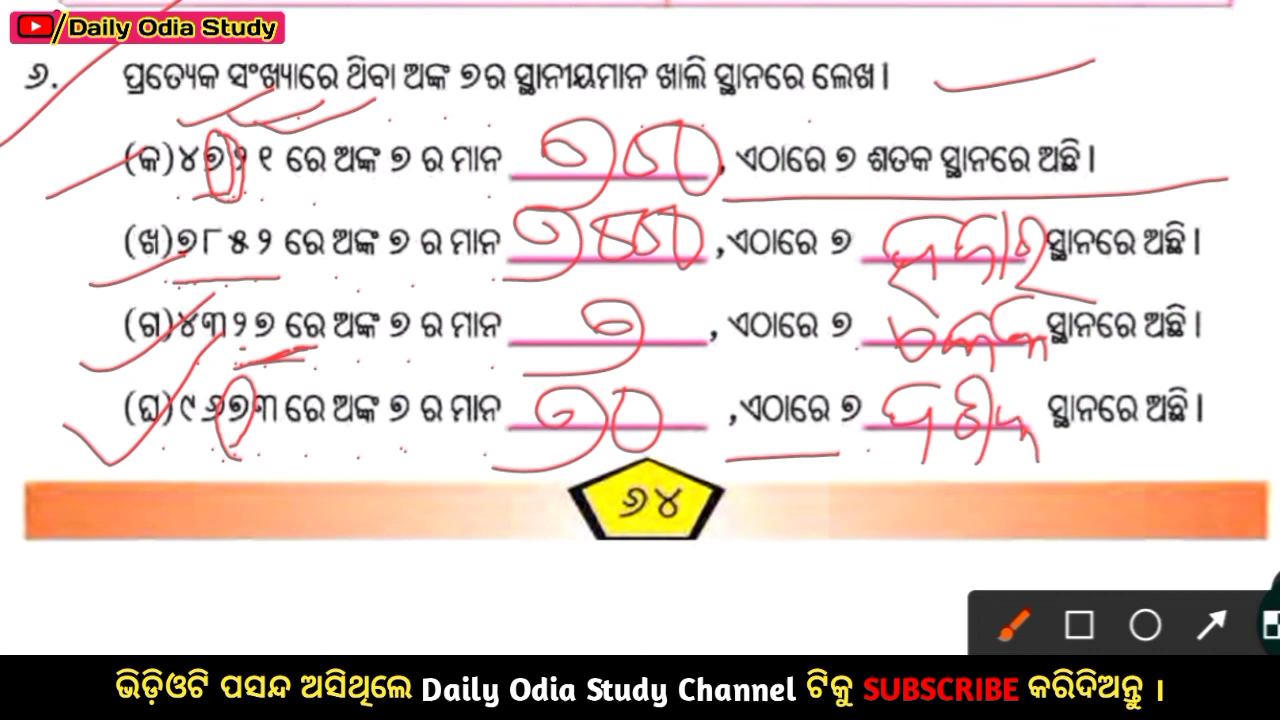 Daily Odia Study
୬. ପ୍ରତ୍ୟେକ ସଂଖ୍ୟାରେ ଥିବା ଅଙ୍କ ୭ର ସ୍ଥାନୀୟମାନ ଖାଲି ସ୍ଥାନରେ ଲେଖ ।
(କ) ୪୭୨୧ ରେ ଅଙ୍କ ୭ ର ମାନ ୭୦୦, ଏଠାରେ ୭ ଶତକ ସ୍ଥାନରେ ଅଛି ।
(ଖ) ୭୮୫୨ ରେ ଅଙ୍କ ୭ ର ମାନ ୭୦୦୦, ଏଠାରେ ୭ ହଜାର ସ୍ଥାନରେ ଅଛି ।
(ଗ) ୪୩୨୭ ରେ ଅଙ୍କ ୭ ର ମାନ ୭, ଏଠାରେ ୭ ଏକକ ସ୍ଥାନରେ ଅଛି ।
(ଘ) ୯୬୭୩ ରେ ଅଙ୍କ ୭ ର ମାନ ୭୦, ଏଠାରେ ୭ ଦଶକ ସ୍ଥାନରେ ଅଛି ।
୬୪
ଭିଡ଼ିଓଟି ପସନ୍ଦ ଅସିଥିଲେ Daily Odia Study Channel ଟିକୁ SUBSCRIBE କରିଦିଅନ୍ତୁ ।